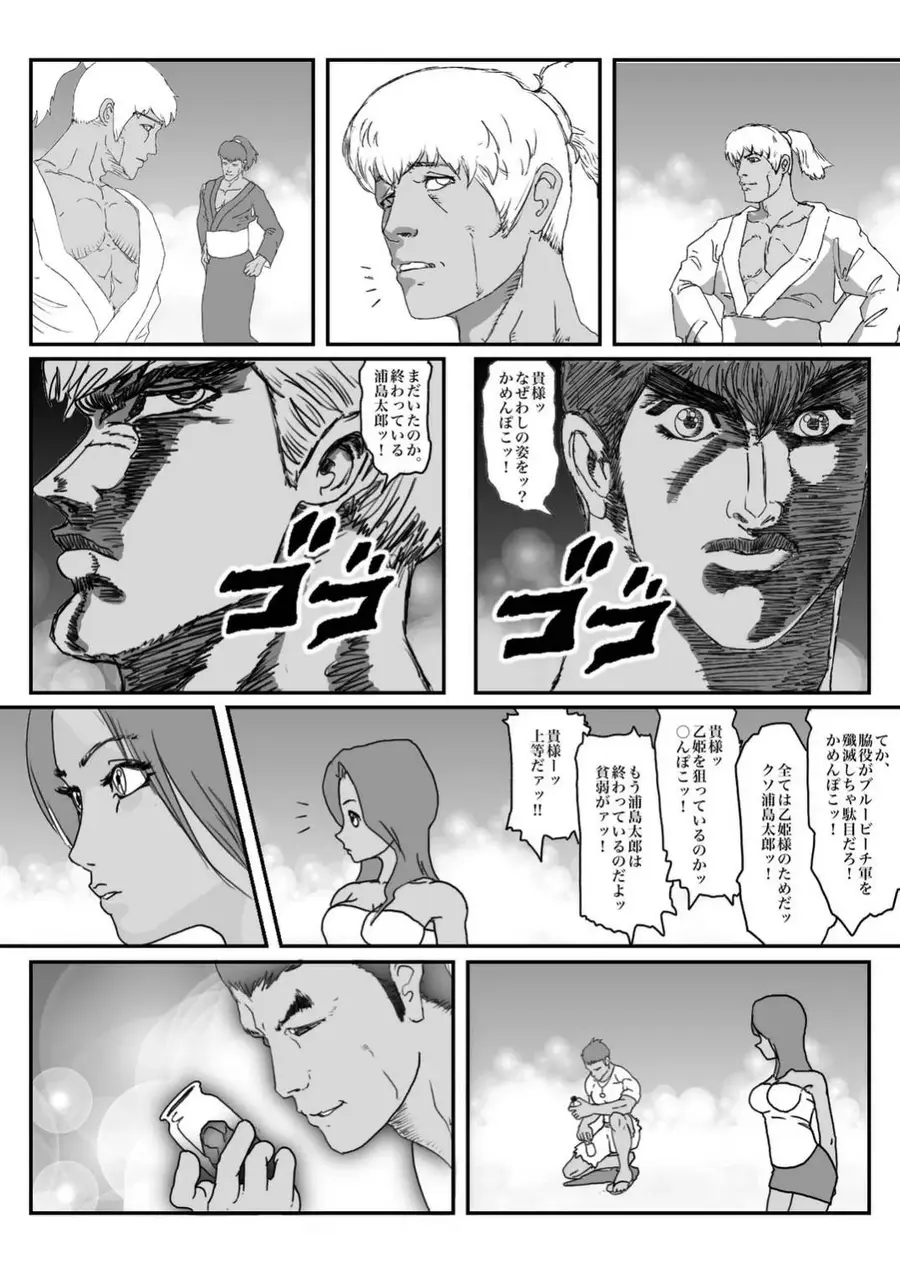 貴様ッ
なぜわしの姿をッ？
かめんぽこッ！
ゴゴ
まだいたのか。
終わっている
浦島太郎ッ！
ゴゴ
てか、
脇役がブルービーチ軍を
殲滅しちゃ駄目だろ！
かめんぽこッ！
全ては乙姫様のためだッ
クソ浦島太郎ッ！
貴様ッ
乙姫を狙っているのかッ
〇んぽこッ！
もう浦島太郎は
終わっているのだよッ
貧弱がァッ！
貴様ーッ
上等だァッ!!